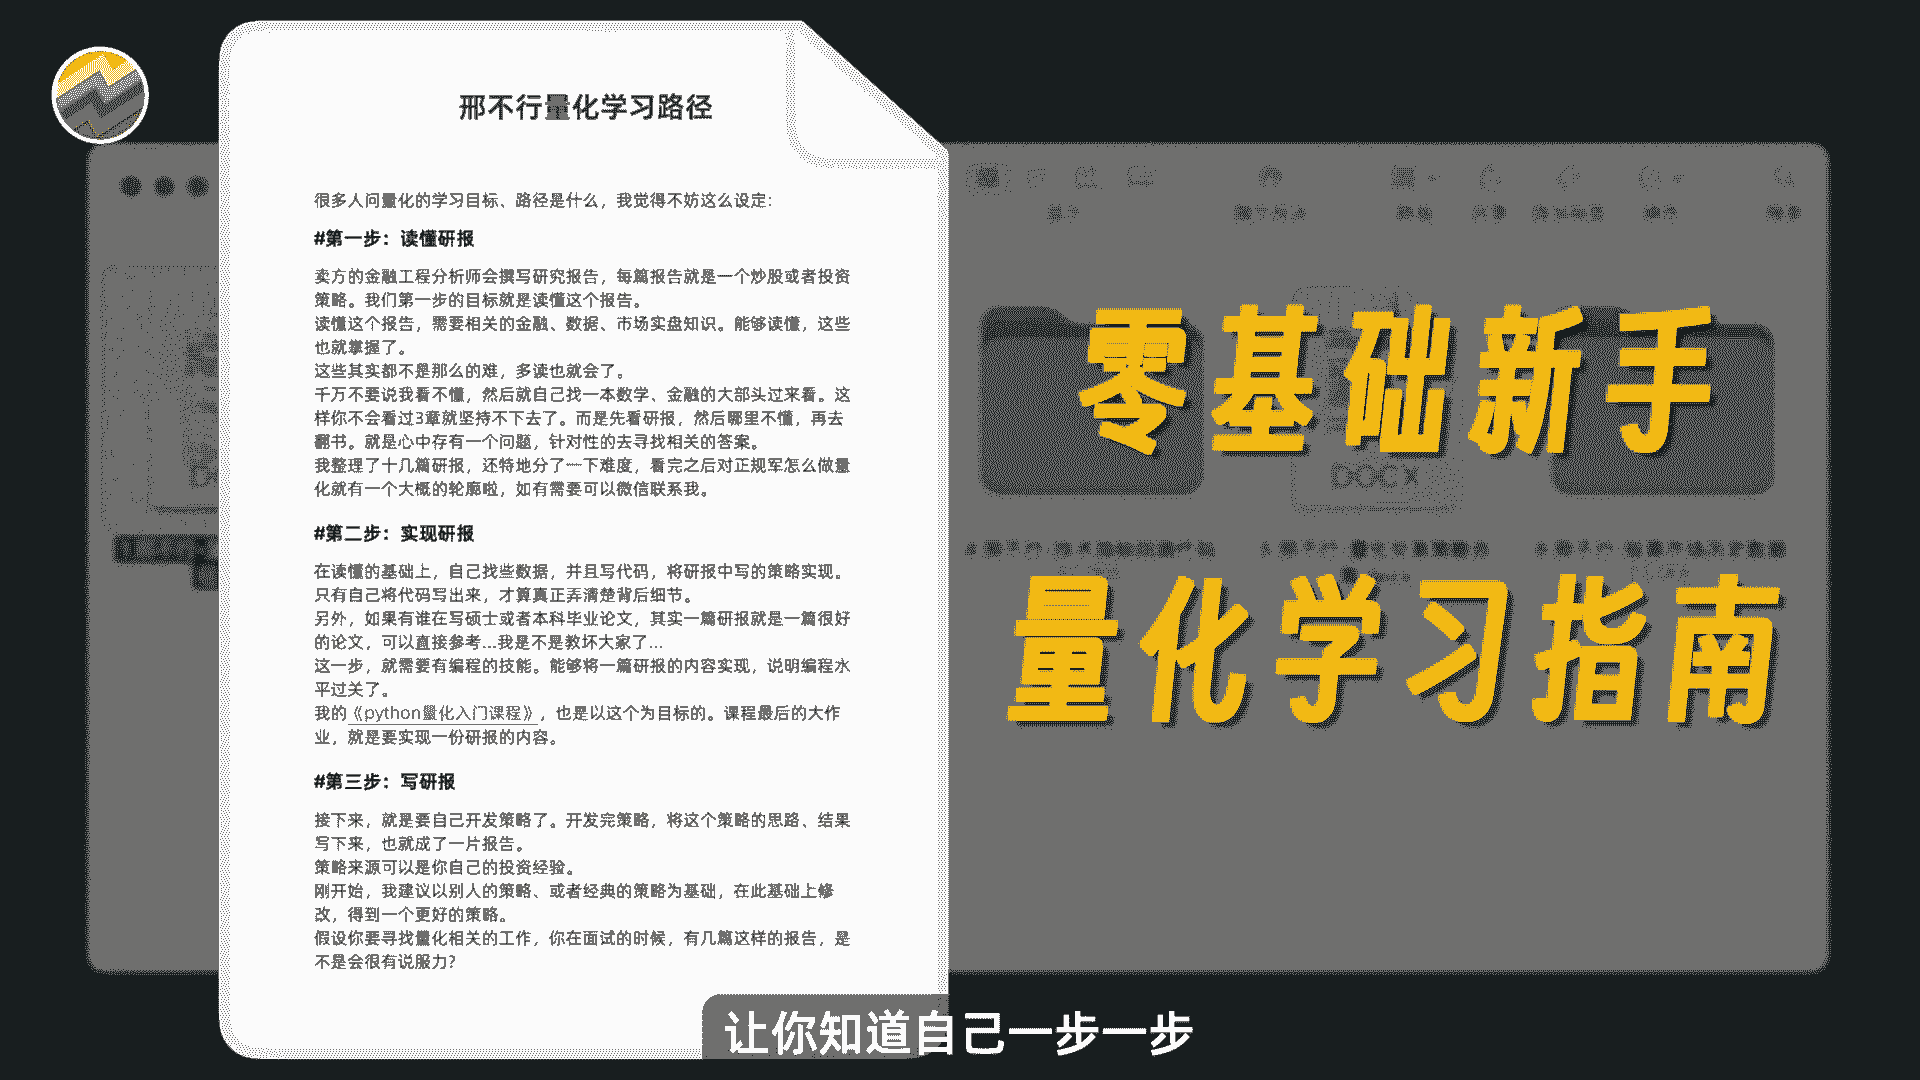 邢不行量化学习路径
很多人问量化的学习目标、路径是什么，我觉得不妨这么设定：
#第一步：读懂研报
卖方的金融工程分析师会撰写研究报告，每篇报告就是一个炒股或者投资
策略。我们第一步的目标就是读懂这个报告。
读懂这个报告，需要相关的金融、数据、市场实盘知识。能够读懂，这些
也就掌握了。
这些其实都不是那么的难，多读也就会了。
千万不要说我看不懂，然后就自己找一本数学、金融的大部头过来看。这
样你不会看过3章就坚持不下去了。而是先看研报，然后哪里不懂，再去
翻书。就是心中存有一个问题，针对性的去寻找相关的答案。
我整理了十几篇研报，还特地分了一下难度，看完之后对正规军怎么做量
化就有一个大概的轮廓啦，如有需要可以微信联系我。
#第二步：实现研报
在读懂的基础上，自己找些数据，并且写代码，将研报中写的策略实现。
只有自己将代码写出来，才算真正弄清楚背后细节。
另外，如果有谁在写硕士或者本科毕业论文，其实一篇研报就是一篇很好
的论文，可以直接参考...我是不是教坏大家了...
这一步，就需要有编程的技能。能够将一篇研报的内容实现，说明编程水
平过关了。
我的《python量化入门课程》，也是以这个为目标的。课程最后的大作
业，就是要实现一份研报的内容。
#第三步：写研报
接下来，就是要自己开发策略了。开发完策略，将这个策略的思路、结果
写下来，也就成了一片报告。
策略来源可以是你自己的投资经验。
刚开始，我建议以别人的策略、或者经典的策略为基础，在此基础上修
改，得到一个更好的策略。
假设你要寻找量化相关的工作，你在面试的时候，有几篇这样的报告，是
不是会很有说服力？
零基础新手
DOCX
量化学习指南
让你知道自己一步一步